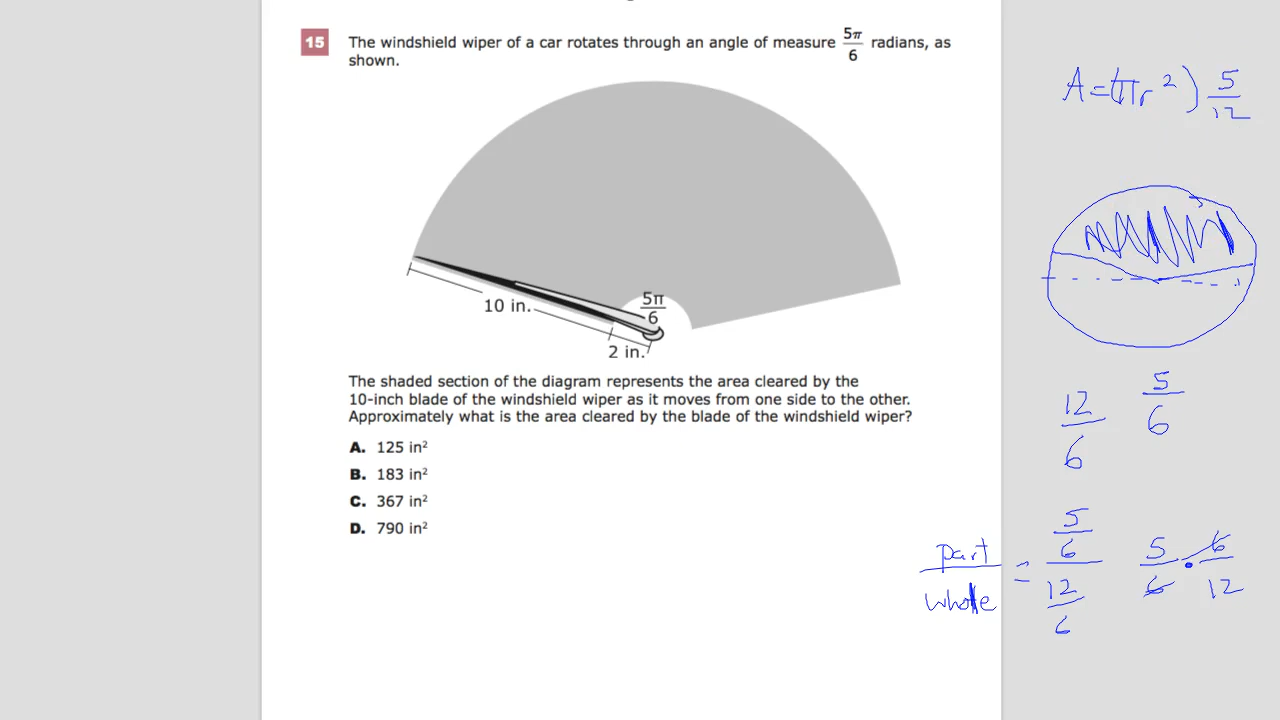 15 The windshield wiper of a car rotates through an angle of measure 5π/6 radians, as
shown.
10 in.
5π/6
2 in.
The shaded section of the diagram represents the area cleared by the
10-inch blade of the windshield wiper as it moves from one side to the other.
Approximately what is the area cleared by the blade of the windshield wiper?
A. 125 in²
B. 183 in²
C. 367 in²
D. 790 in²
A=(πr²) 5/12
12/6 5/6
part/whole = 5/6 / 12/6 5/6 · 6/12